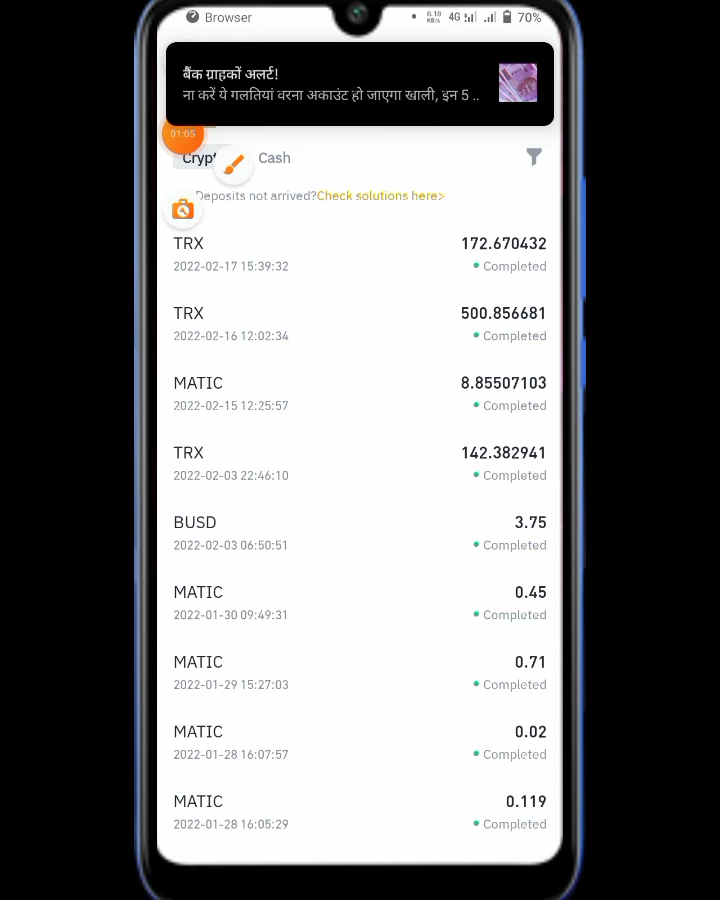 Browser
0.10 KB/s 4G 70%
बैंक ग्राहकों अलर्ट!
ना करें ये गलतियां वरना अकाउंट हो जाएगा खाली, इन 5 ..
01:05
Cash
Deposits not arrived?Check solutions here>
TRX 172.670432
2022-02-17 15:39:32 Completed
TRX 500.856681
2022-02-16 12:02:34 Completed
MATIC 8.85507103
2022-02-15 12:25:57 Completed
TRX 142.382941
2022-02-03 22:46:10 Completed
BUSD 3.75
2022-02-03 06:50:51 Completed
MATIC 0.45
2022-01-30 09:49:31 Completed
MATIC 0.71
2022-01-29 15:27:03 Completed
MATIC 0.02
2022-01-28 16:07:57 Completed
MATIC 0.119
2022-01-28 16:05:29 Completed